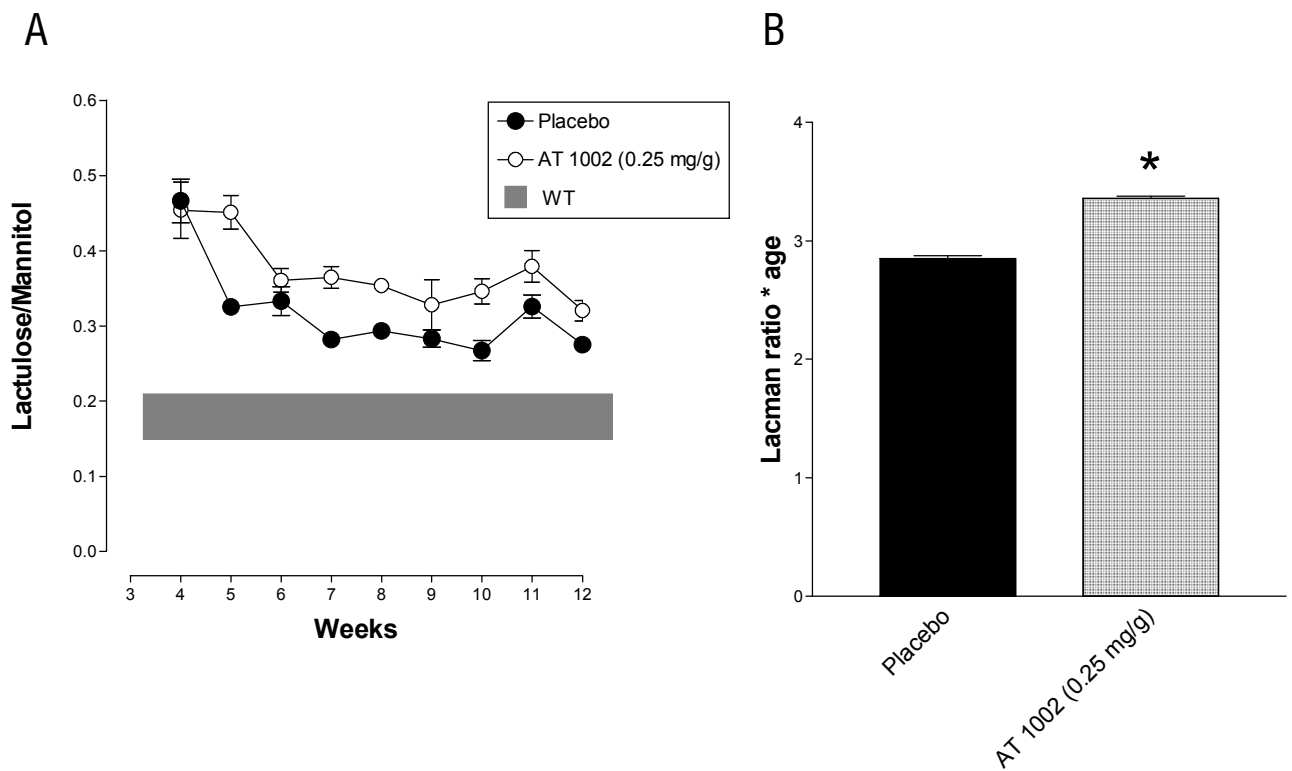 A
Lactulose/Mannitol
0.6
0.5
0.4
0.3
0.2
0.1
0.0
Placebo
AT 1002 (0.25 mg/g)
WT
3 4 5 6 7 8 9 10 11 12
Weeks
B
Lacman ratio * age
4
3
2
1
0
*
Placebo
AT 1002 (0.25 mg/g)